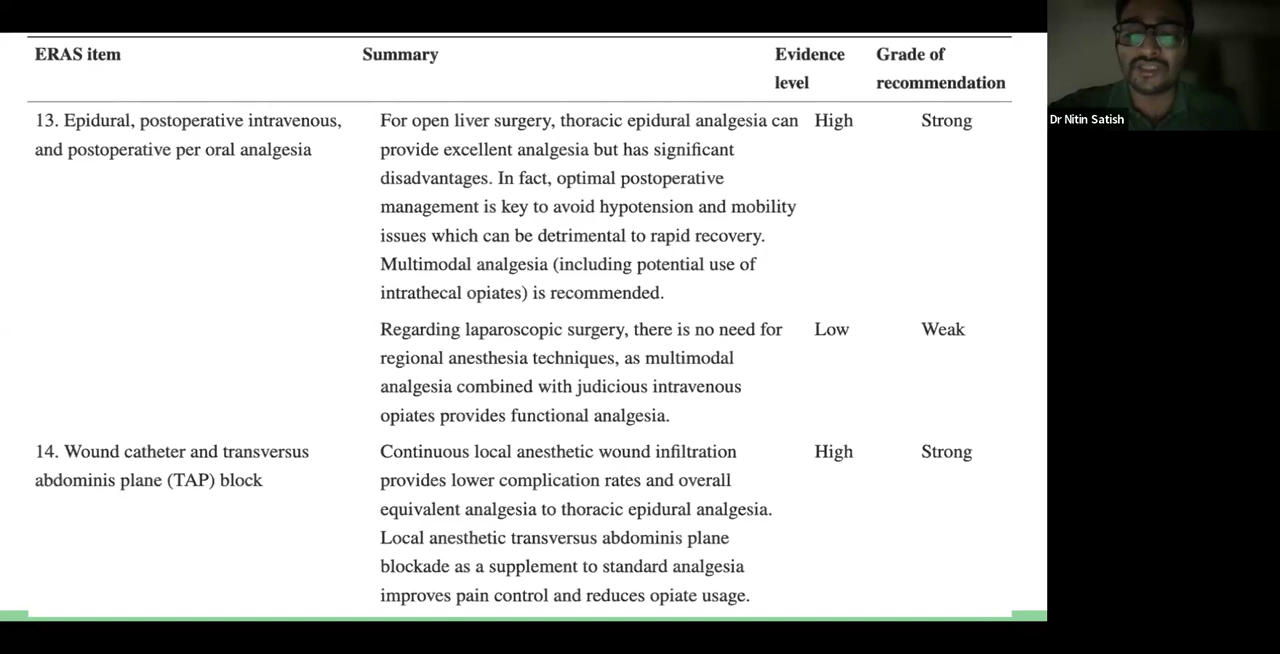 ERAS item Summary Evidence level Grade of recommendation
13. Epidural, postoperative intravenous,
and postoperative per oral analgesia
For open liver surgery, thoracic epidural analgesia can High Strong
provide excellent analgesia but has significant
disadvantages. In fact, optimal postoperative
management is key to avoid hypotension and mobility
issues which can be detrimental to rapid recovery.
Multimodal analgesia (including potential use of
intrathecal opiates) is recommended.
Regarding laparoscopic surgery, there is no need for Low Weak
regional anesthesia techniques, as multimodal
analgesia combined with judicious intravenous
opiates provides functional analgesia.
14. Wound catheter and transversus
abdominis plane (TAP) block
Continuous local anesthetic wound infiltration High Strong
provides lower complication rates and overall
equivalent analgesia to thoracic epidural analgesia.
Local anesthetic transversus abdominis plane
blockade as a supplement to standard analgesia
improves pain control and reduces opiate usage.
Dr Nitin Satish